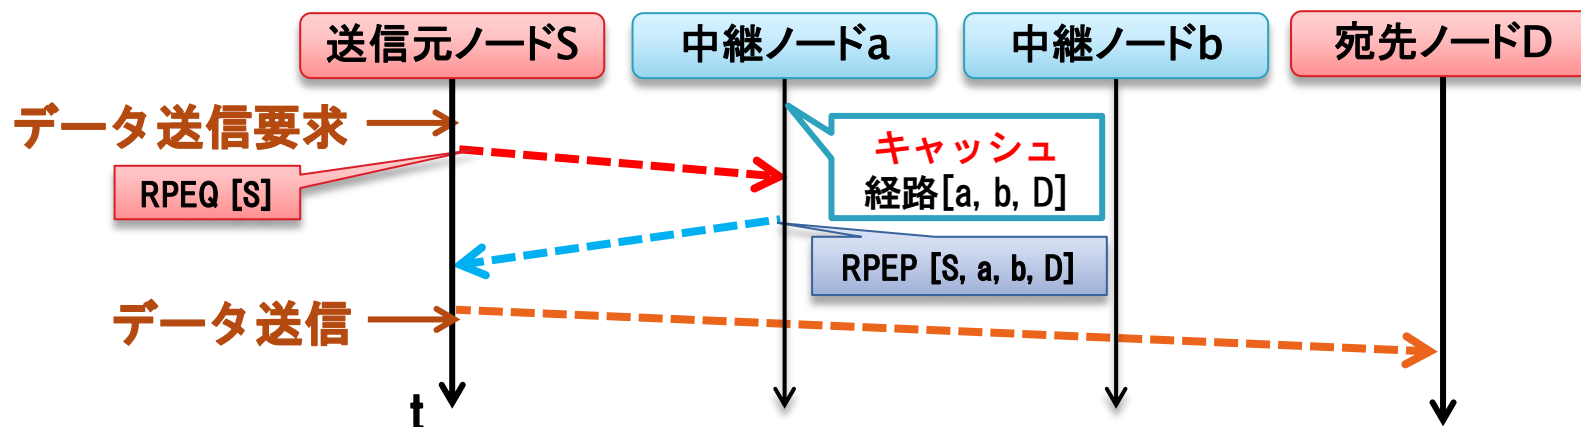 送信元ノードS
中継ノードa
中継ノードb
宛先ノードD
データ送信要求
キャッシュ
経路[a, b, D]
RPEQ [S]
RPEP [S, a, b, D]
データ送信
t